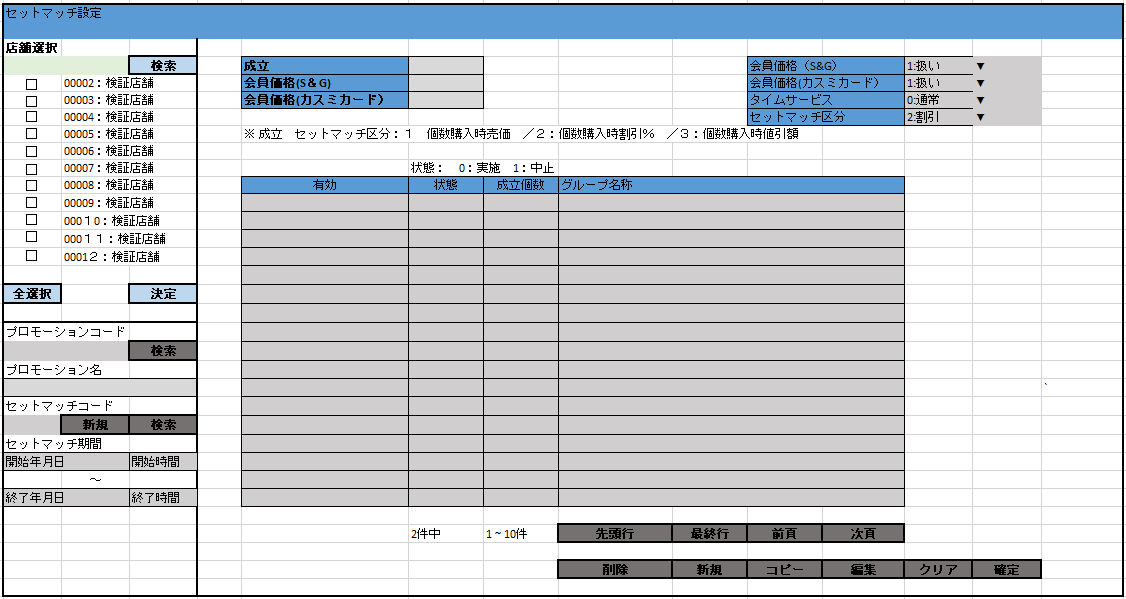 セットマッチ設定
店舗選択
検索
00002：検証店舗
00003：検証店舗
00004：検証店舗
00005：検証店舗
00006：検証店舗
00007：検証店舗
00008：検証店舗
00009：検証店舗
000１0：検証店舗
000１１：検証店舗
0001２：検証店舗
全選択 決定
プロモーションコード
検索
プロモーション名
セットマッチコード
新規 検索
セットマッチ期間
開始年月日 開始時間
～
終了年月日 終了時間
成立
会員価格(S＆G)
会員価格(カスミカード）
会員価格（S&G） 1:扱い ▼
会員価格(カスミカード） 1:扱い ▼
タイムサービス 0:通常 ▼
セットマッチ区分 2:割引 ▼
※成立 セットマッチ区分：１ 個数購入時売価 ／２：個数購入時割引% ／３：個数購入時値引額
状態： 0：実施 1：中止
有効 状態 成立個数 グループ名称
2件中 1～10件 先頭行 最終行 前頁 次頁
削除 新規 コピー 編集 クリア 確定